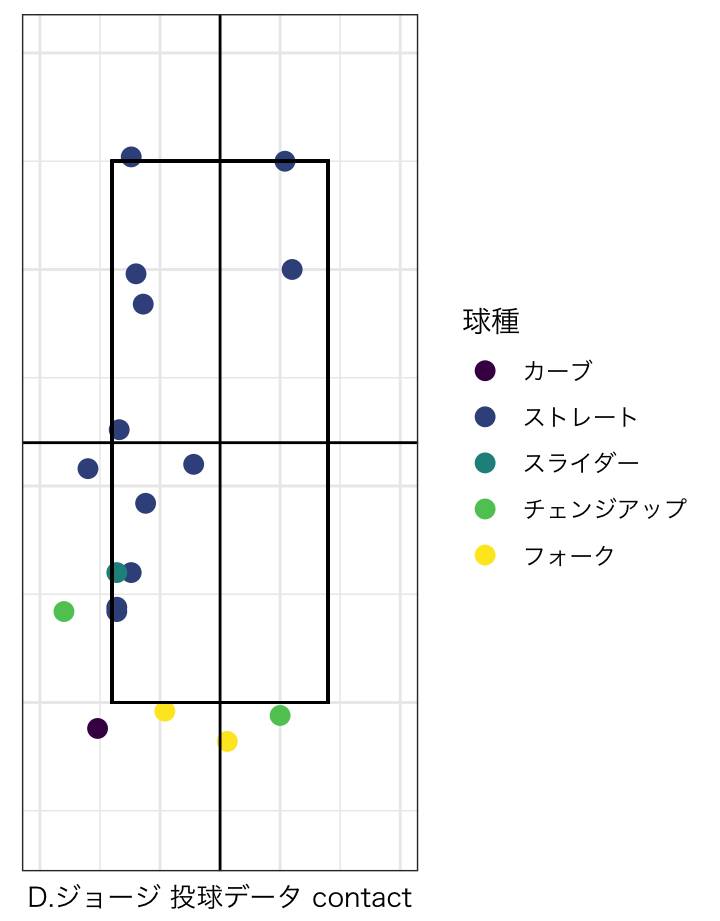 球種
カーブ
ストレート
スライダー
チェンジアップ
フォーク
D.ジョージ 投球データ contact